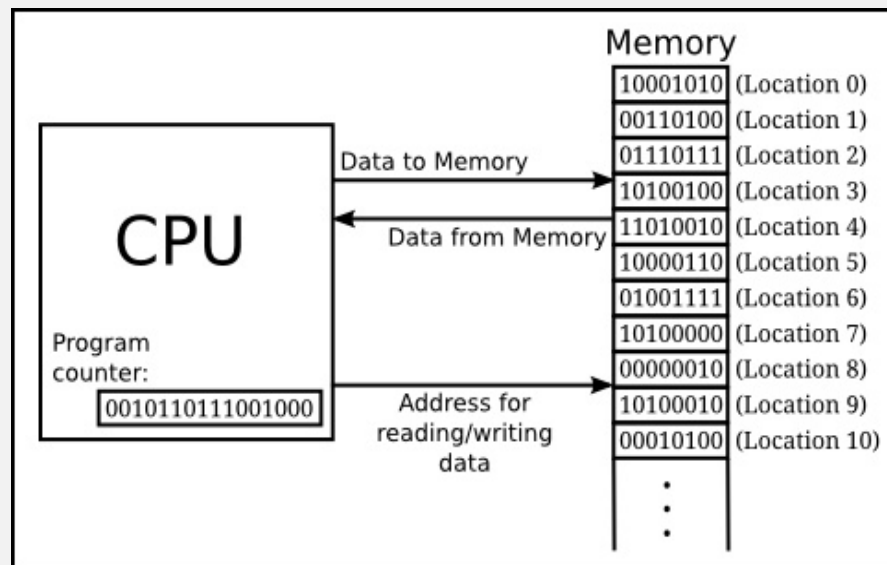 Memory
10001010 (Location 0)
00110100 (Location 1)
01110111 (Location 2)
10100100 (Location 3)
11010010 (Location 4)
10000110 (Location 5)
01001111 (Location 6)
10100000 (Location 7)
00000010 (Location 8)
10100010 (Location 9)
00010100 (Location 10)
Data to Memory
Data from Memory
CPU
Program
counter:
0010110111001000
Address for
reading/writing
data